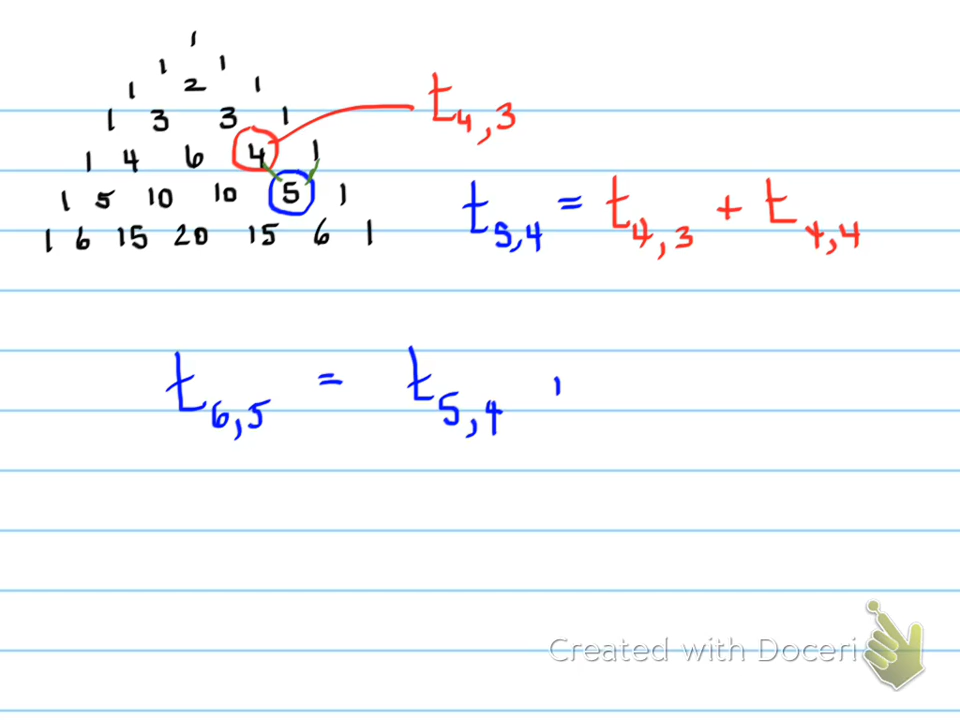 1
1 1
1 2 1
1 3 3 1
1 4 6 4 1
1 5 10 10 5 1
1 6 15 20 15 6 1
t₄,₃
t₅,₄ = t₄,₃ + t₄,₄
t₆,₅ = t₅,₄
Created with Doceri